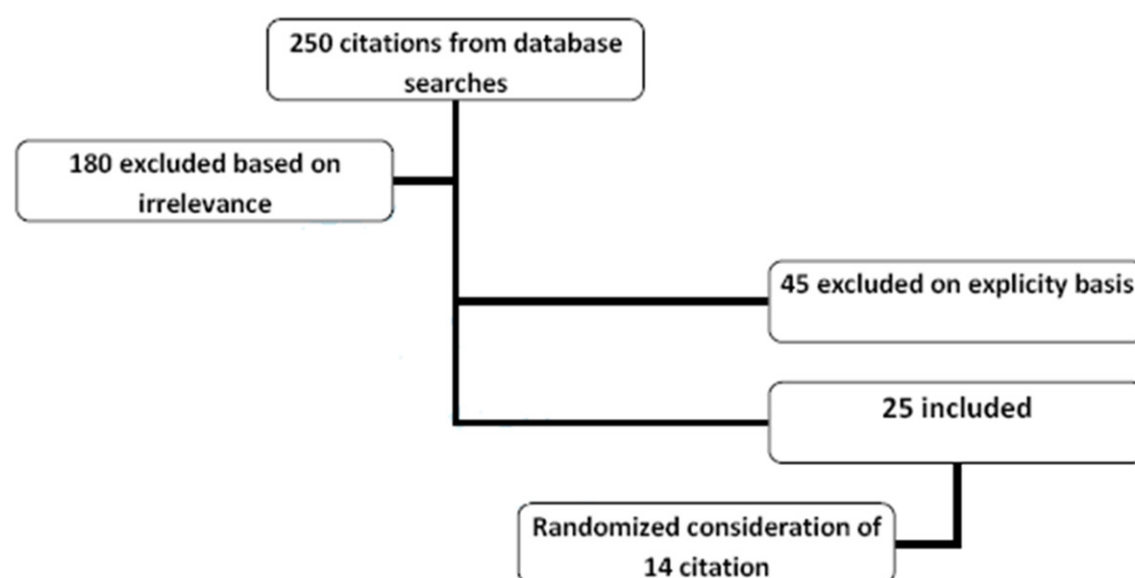 250 citations from database
searches
180 excluded based on
irrelevance
45 excluded on explicity basis
25 included
Randomized consideration of
14 citation